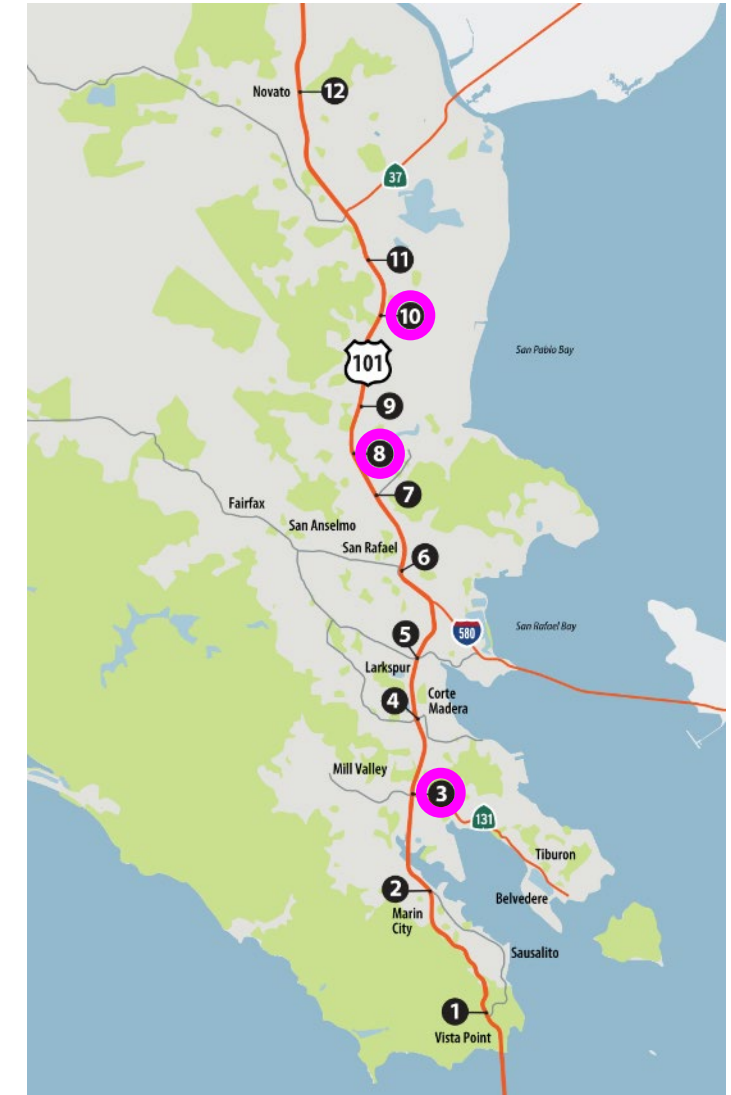 Novato
12
37
11
10
101
San Pablo Bay
9
8
7
Fairfax
San Anselmo
San Rafael
6
San Rafael Bay
580
5
Larkspur
4
Corte
Madera
Mill Valley
3
131
Tiburon
2
Belvedere
Marin
City
Sausalito
1
Vista Point